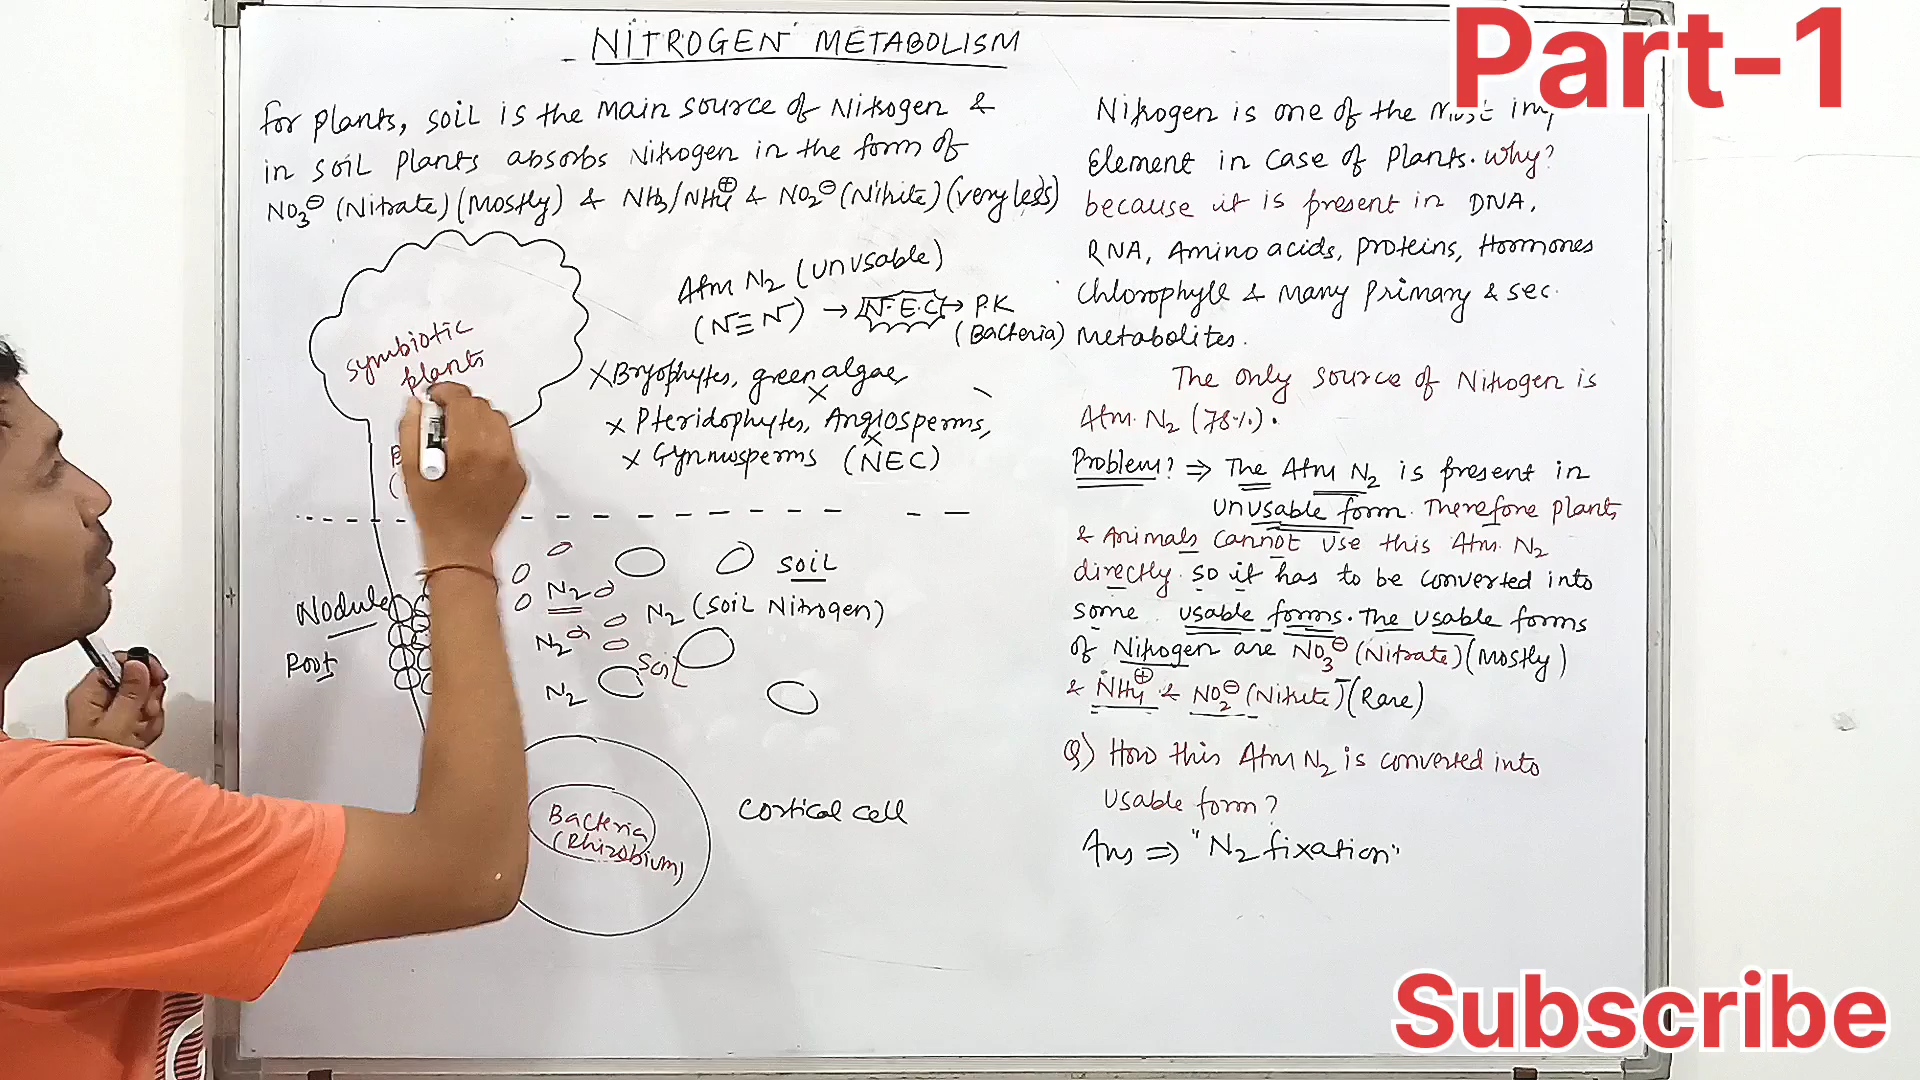 NITROGEN METABOLISM
Part-1
For plants, soil is the main source of Nitrogen &
in soil plants absorbs Nitrogen in the form of
NO3⊖ (Nitrate) (Mostly) & NH3/NH4⊕ & NO2⊖ (Nitrite) (very less)
Atm N2 (unusable)
(N≡N) → N.E.C → P.K
(Bacteria)
X Bryophytes, green algae, X
X Pteridophytes, Angiosperms, X
X Gymnosperms (NEC)
symbiotic
plants
soil
N2
N2 (soil Nitrogen)
N2
soil
N2
Nodule
Root
Bacteria
(Rhizobium)
cortical cell
Nitrogen is one of the most imp
Element in case of plants. why?
because it is present in DNA,
RNA, Amino acids, proteins, Hormones
Chlorophyll & Many Primary & sec.
Metabolites.
The only source of Nitrogen is
Atm. N2 (78%).
Problem? ⇒ The Atm N2 is present in
unusable form. Therefore plants
& Animals cannot use this Atm. N2
directly. so it has to be converted into
some usable forms. The usable forms
of Nitrogen are NO3⊖ (Nitrate) (Mostly)
& NH4⊕ & NO2⊖ (Nitrite) (Rare)
Q) How this Atm N2 is converted into
usable form?
Ans ⇒ "N2 fixation"
Subscribe